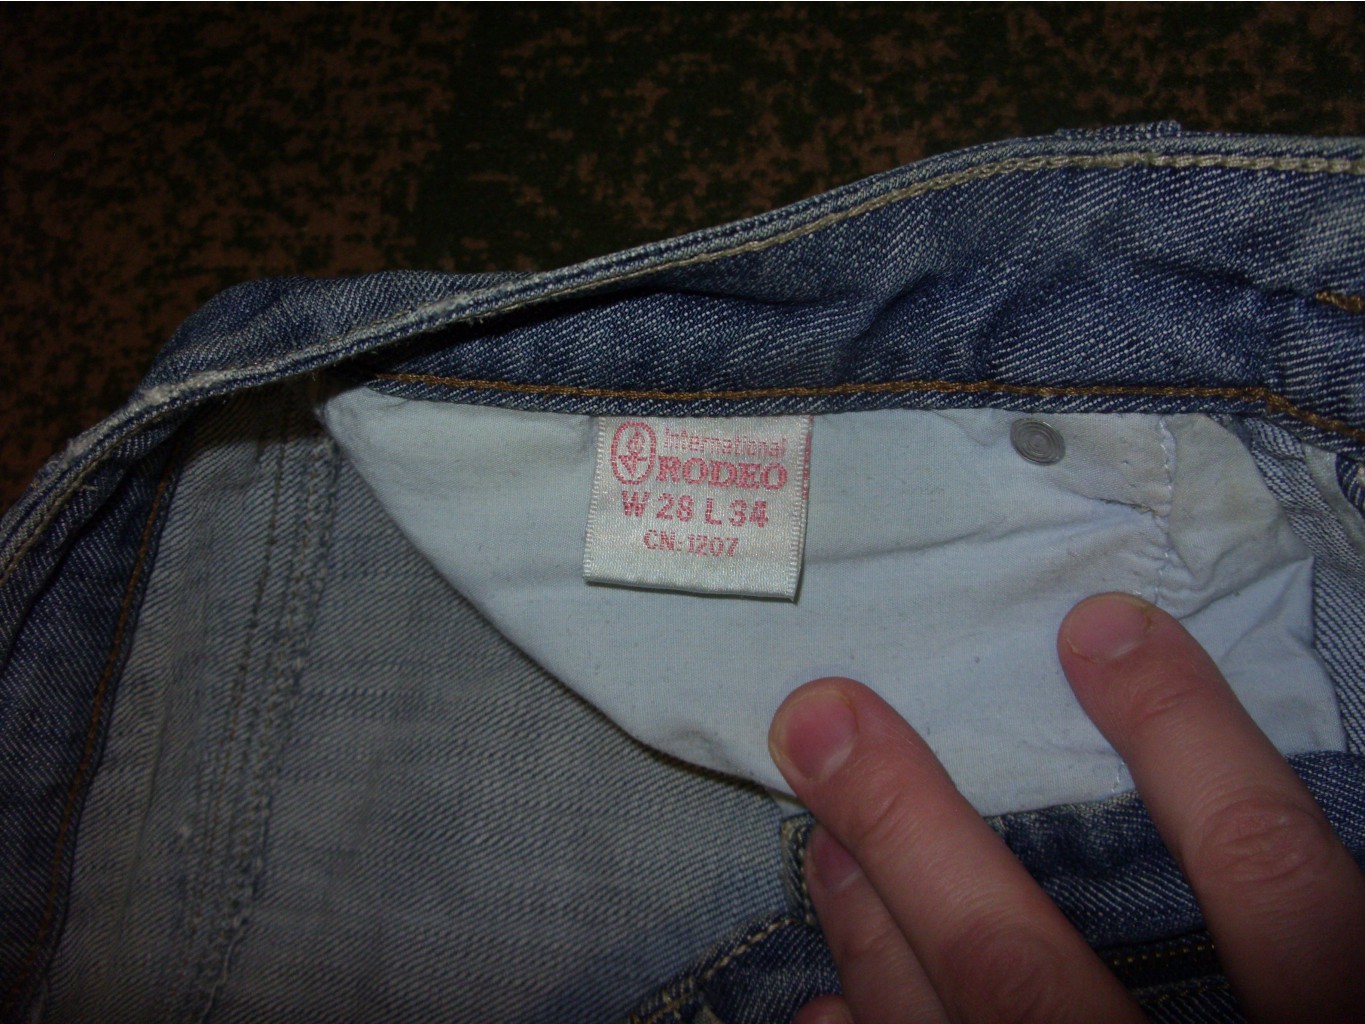 International
RODEO
W 28 L 34
CN: 1207